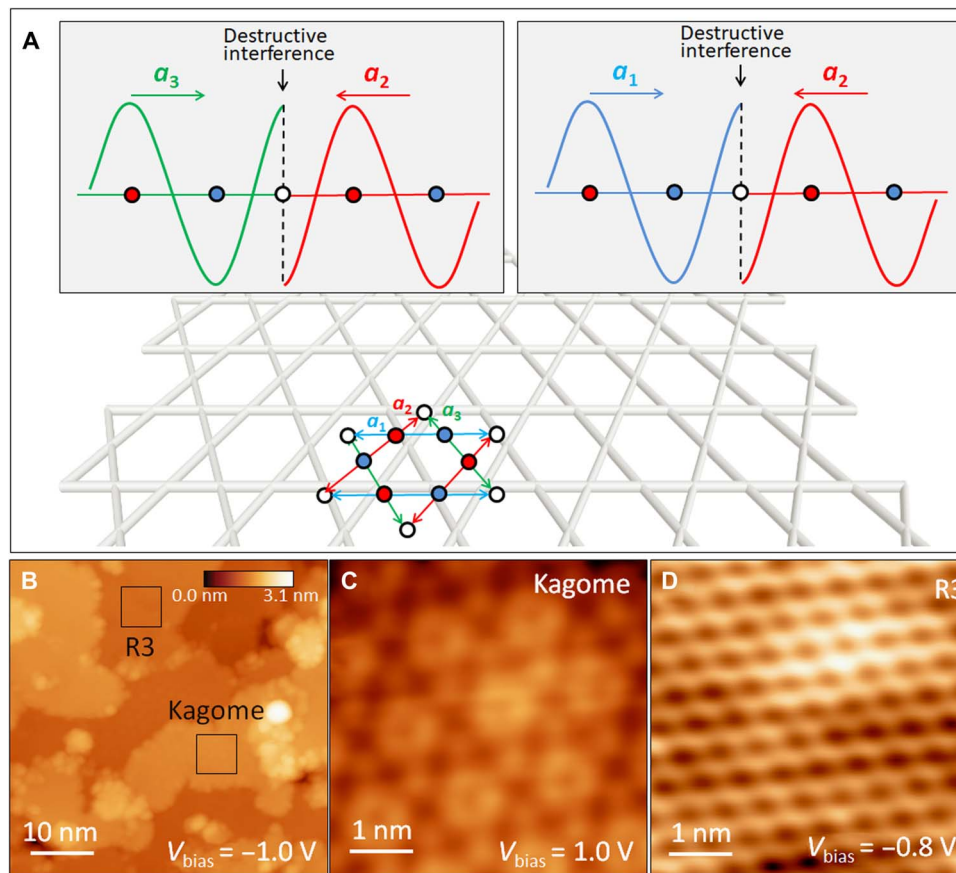 A
Destructive
interference
a3
a2
Destructive
interference
a1
a2
a1
a2
a3
B
0.0 nm
3.1 nm
R3
Kagome
10 nm
Vbias = −1.0 V
C
Kagome
1 nm
Vbias = 1.0 V
D
R3
1 nm
Vbias = −0.8 V